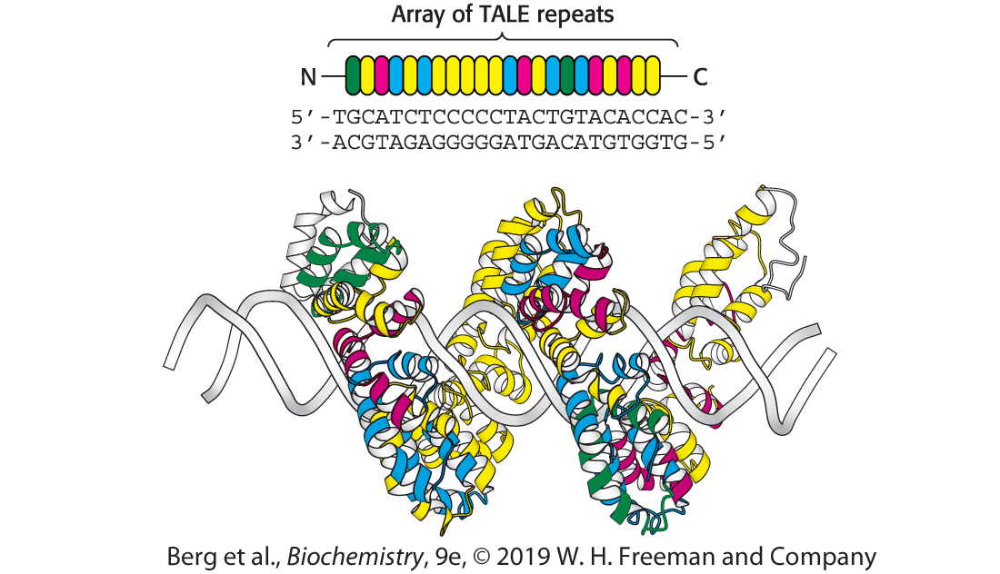 Array of TALE repeats
N C
5′-TGCATCTCCCCCTACTGTACACCAC-3′
3′-ACGTAGAGGGGGATGACATGTGGTG-5′
Berg et al., Biochemistry, 9e, © 2019 W. H. Freeman and Company